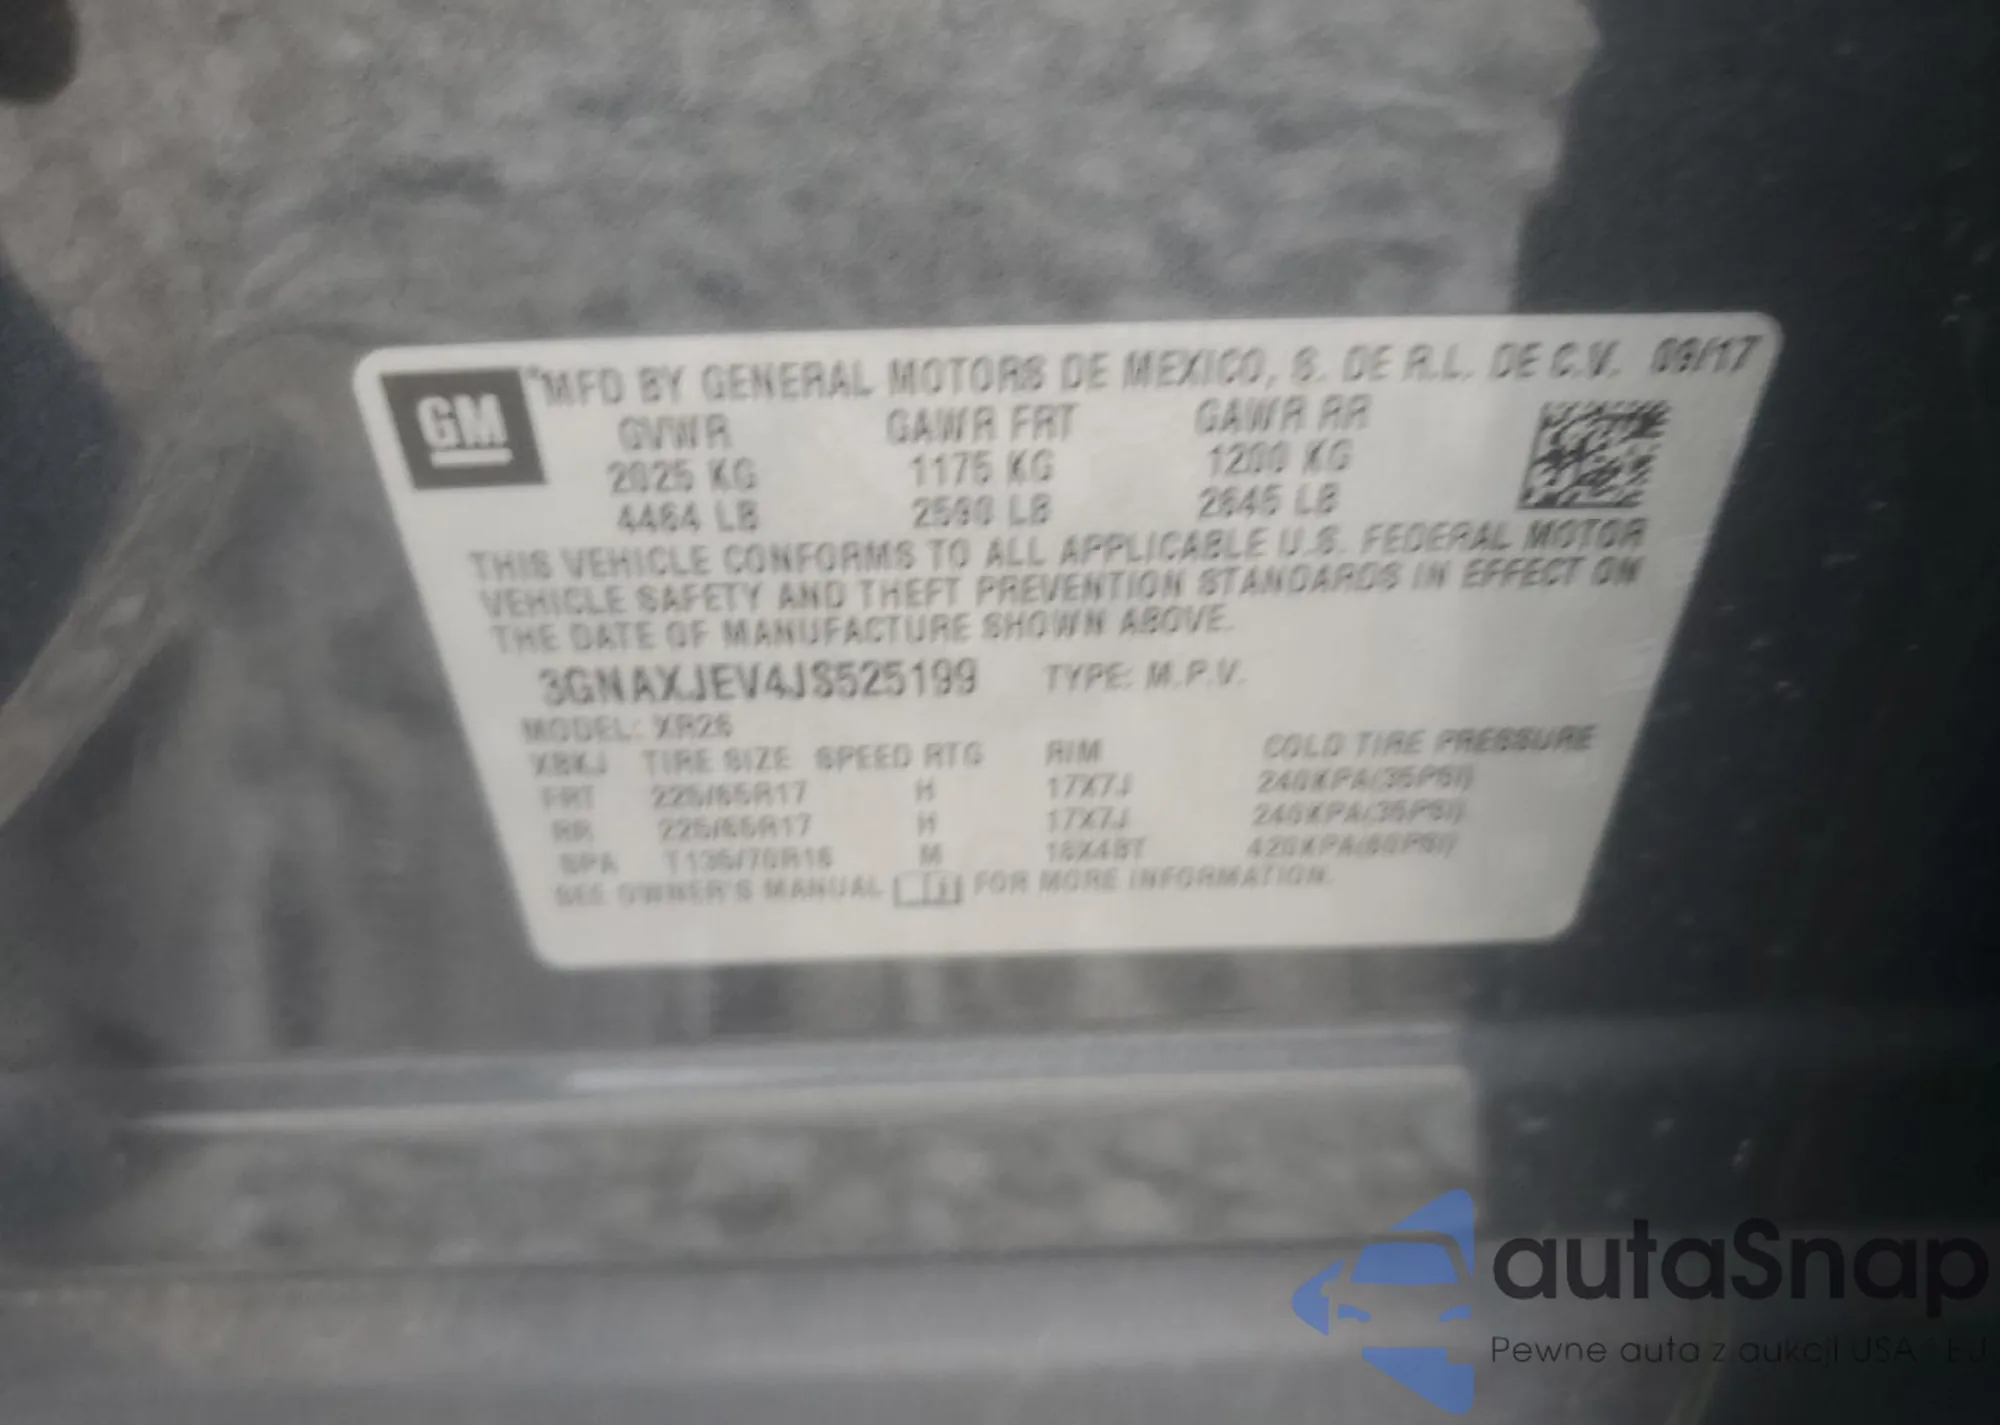 GM
*MFD BY GENERAL MOTORS DE MEXICO, S. DE R.L. DE C.V. 09/17
GVWR GAWR FRT GAWR RR
2025 KG 1175 KG 1200 KG
4464 LB 2590 LB 2645 LB
THIS VEHICLE CONFORMS TO ALL APPLICABLE U.S. FEDERAL MOTOR
VEHICLE SAFETY AND THEFT PREVENTION STANDARDS IN EFFECT ON
THE DATE OF MANUFACTURE SHOWN ABOVE.
3GNAXJEV4JS525199 TYPE: M.P.V.
MODEL: XR26
TIRE SIZE SPEED RTG RIM COLD TIRE PRESSURE
FRT 225/65R17 H 17X7J 240KPA(35PSI)
RR 225/65R17 H 17X7J 240KPA(35PSI)
SPA T135/70R16 M 16X4BT 420KPA(60PSI)
SEE OWNER'S MANUAL FOR MORE INFORMATION.
autaSnap
Pewne auta z aukcji USA